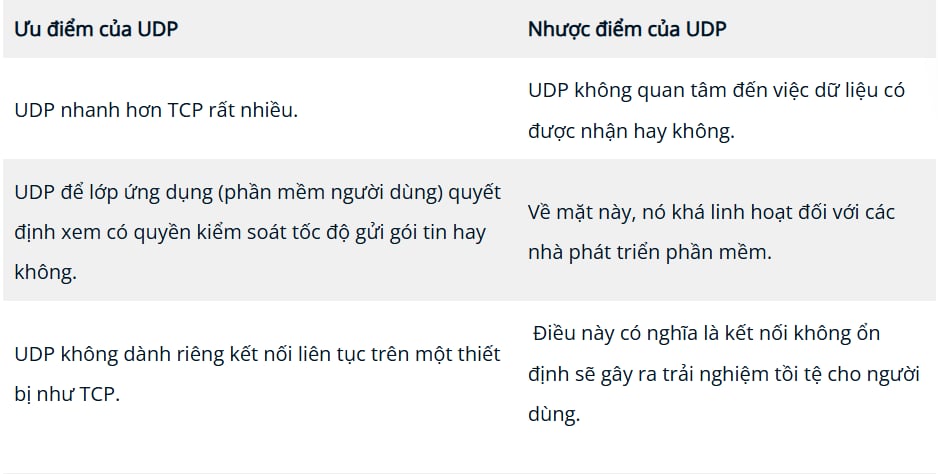 Ưu điểm của UDP
Nhược điểm của UDP
UDP nhanh hơn TCP rất nhiều.
UDP không quan tâm đến việc dữ liệu có
được nhận hay không.
UDP để lớp ứng dụng (phần mềm người dùng) quyết
định xem có quyền kiểm soát tốc độ gửi gói tin hay
không.
Về mặt này, nó khá linh hoạt đối với các
nhà phát triển phần mềm.
UDP không dành riêng kết nối liên tục trên một thiết
bị như TCP.
Điều này có nghĩa là kết nối không ổn
định sẽ gây ra trải nghiệm tồi tệ cho người
dùng.